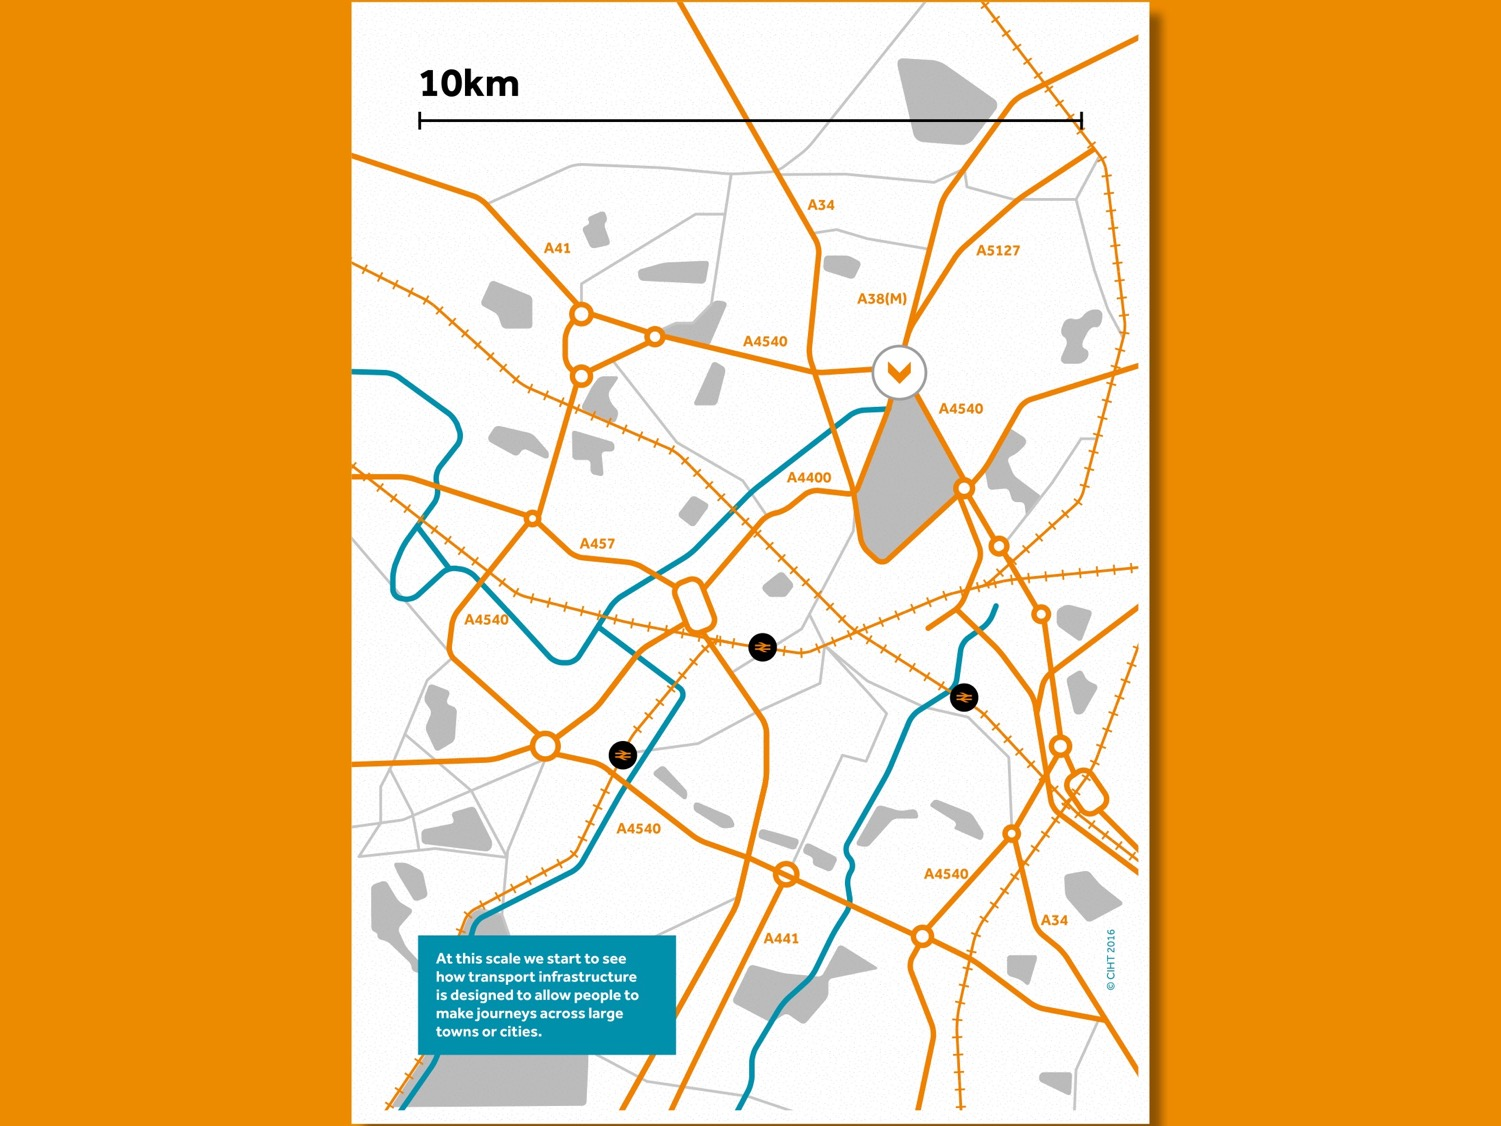 10km
A34
A41
A5127
A38(M)
A4540
A4540
A4400
A457
A4540
A4540
A4540
A34
A441
At this scale we start to see
how transport infrastructure
is designed to allow people to
make journeys across large
towns or cities.
© CIHT 2016